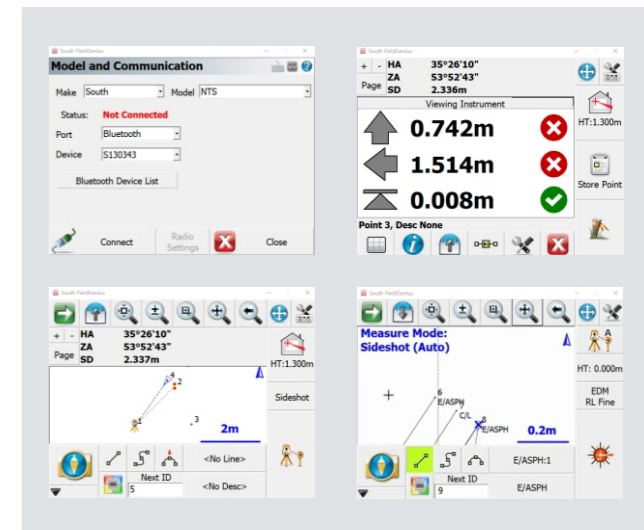 South FieldGenius
Model and Communication
Make South Model NTS
Status: Not Connected
Port Bluetooth
Device S130343
Bluetooth Device List
Connect Radio Settings Close
South FieldGenius
+ - HA 35°26'10"
ZA 53°52'43"
Page SD 2.336m
Viewing Instrument
0.742m
1.514m
0.008m
Point 3, Desc None
HT:1.300m
Store Point
South FieldGenius
+ - HA 35°26'10"
ZA 53°52'43"
Page SD 2.337m
HT:1.300m
Sideshot
4
2
1
3
2m
<No Line>
Next ID
5
<No Desc>
South FieldGenius
Measure Mode:
Sideshot (Auto)
A
HT: 0.000m
EDM
RL Fine
6
E/ASPH
7
C/L
8
E/ASPH
0.2m
E/ASPH:1
Next ID
9
E/ASPH